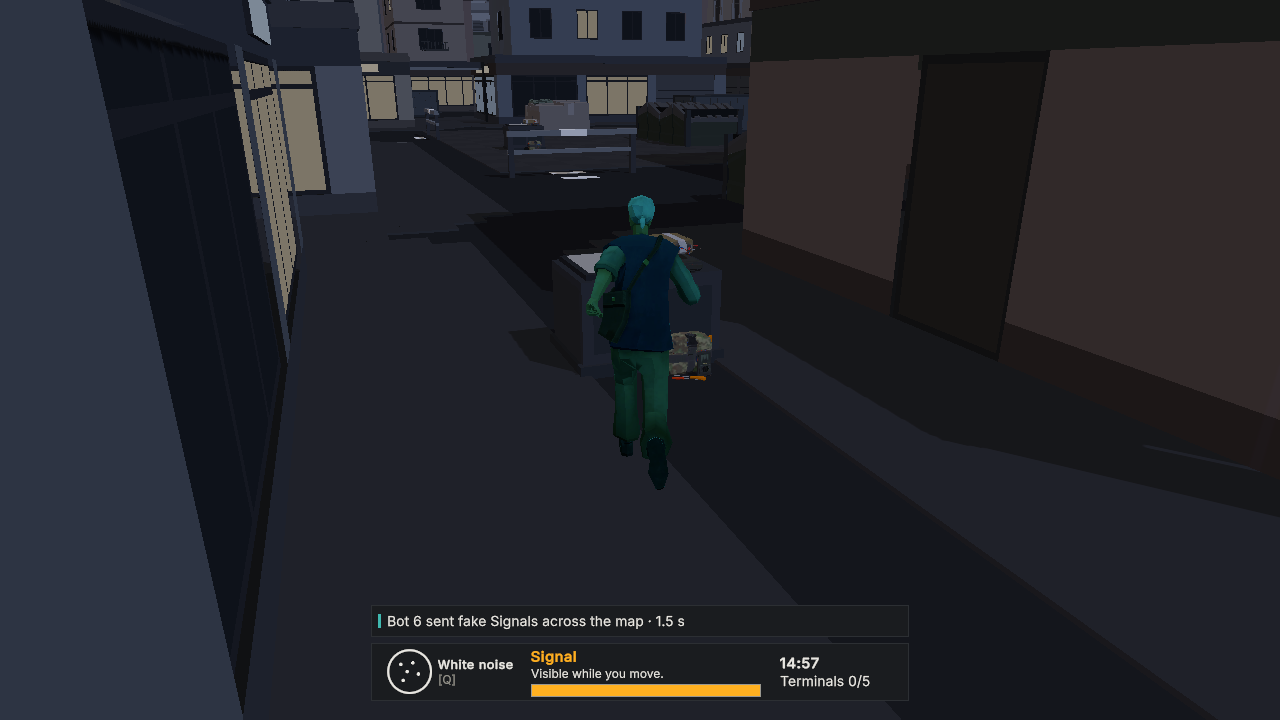 Bot 6 sent fake Signals across the map · 1.5 s
White noise
[Q]
Signal
Visible while you move.
14:57
Terminals 0/5